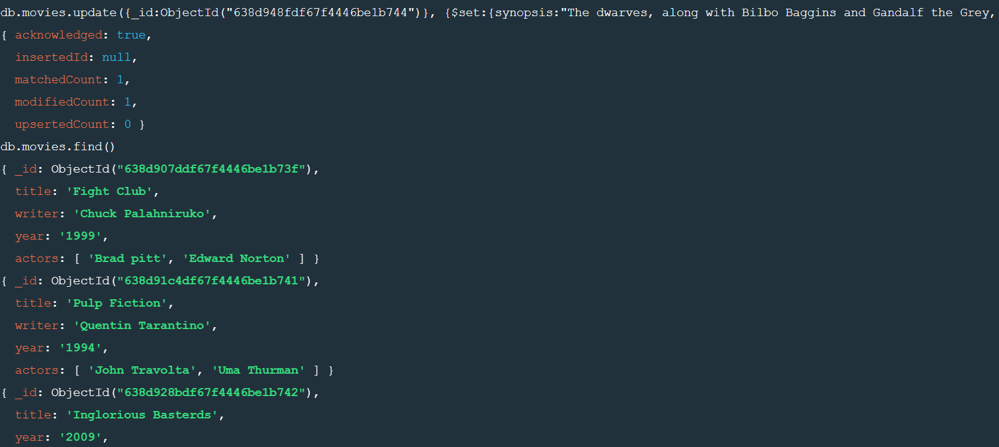 db.movies.update({_id:ObjectId("638d948fdf67f4446be1b744")}, {$set:{synopsis:"The dwarves, along with Bilbo Baggins and Gandalf the Grey,
{ acknowledged: true,
  insertedId: null,
  matchedCount: 1,
  modifiedCount: 1,
  upsertedCount: 0 }
db.movies.find()
{ _id: ObjectId("638d907ddf67f4446be1b73f"),
  title: 'Fight Club',
  writer: 'Chuck Palahniruko',
  year: '1999',
  actors: [ 'Brad pitt', 'Edward Norton' ] }
{ _id: ObjectId("638d91c4df67f4446be1b741"),
  title: 'Pulp Fiction',
  writer: 'Quentin Tarantino',
  year: '1994',
  actors: [ 'John Travolta', 'Uma Thurman' ] }
{ _id: ObjectId("638d928bdf67f4446be1b742"),
  title: 'Inglorious Basterds',
  year: '2009',